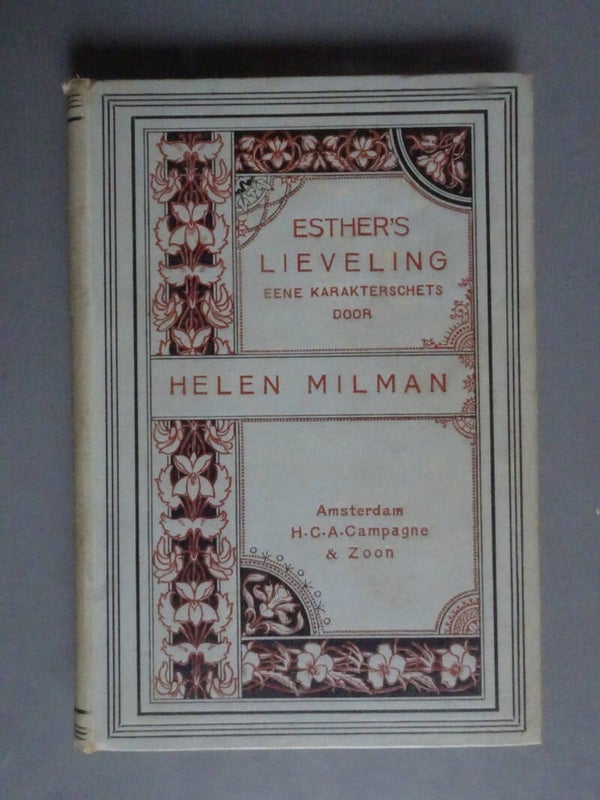 ESTHER'S
LIEVELING
EENE KARAKTERSCHETS
DOOR
HELEN MILMAN
Amsterdam
H·C·A·Campagne
& Zoon